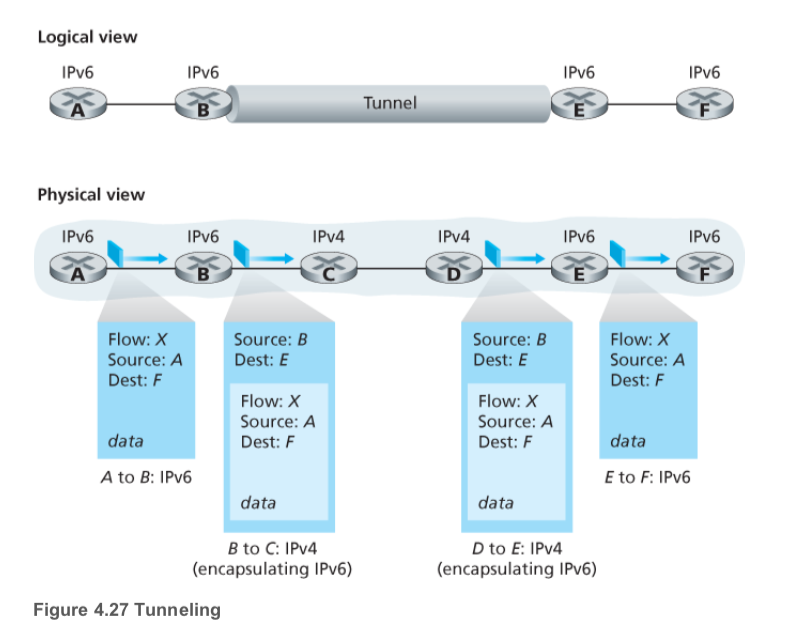 Logical view
IPv6 IPv6 IPv6 IPv6
A B Tunnel E F
Physical view
IPv6 IPv6 IPv4 IPv4 IPv6 IPv6
A B C D E F
Flow: X
Source: A
Dest: F
data
A to B: IPv6
Source: B
Dest: E
Flow: X
Source: A
Dest: F
data
B to C: IPv4
(encapsulating IPv6)
Source: B
Dest: E
Flow: X
Source: A
Dest: F
data
D to E: IPv4
(encapsulating IPv6)
Flow: X
Source: A
Dest: F
data
E to F: IPv6
Figure 4.27 Tunneling